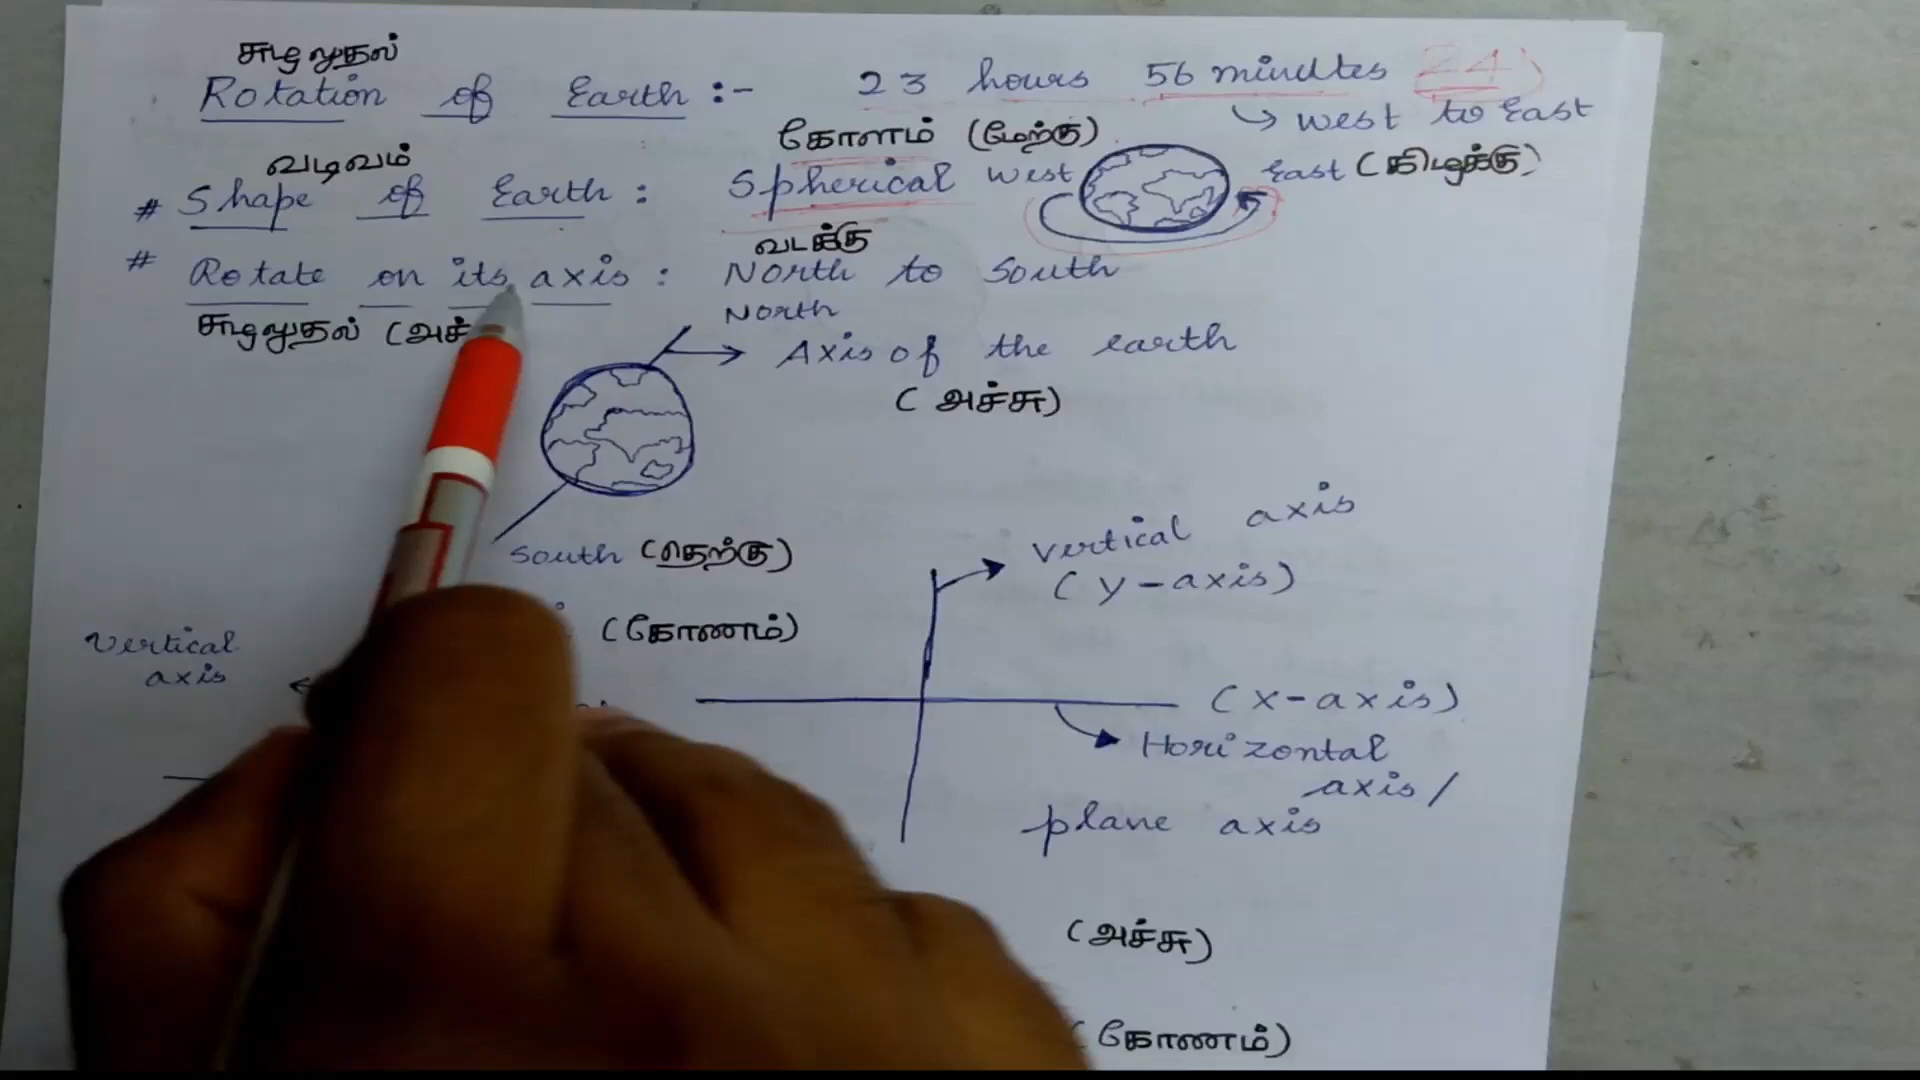 சுழலுதல்
Rotation of Earth :- 23 hours 56 minutes 24)
↳ west to East
வடிவம் கோளம் (மேற்கு)
# Shape of Earth : Spherical West East (கிழக்கு)
வடக்கு
# Rotate on its axis : North to South
சுழலுதல் (அச் North
→ Axis of the earth
(அச்சு)
South (தெற்கு)
Vertical axis
(y-axis)
(கோணம்)
Vertical
axis
(x-axis)
Horizontal
axis/
plane axis
(அச்சு)
(கோணம்)